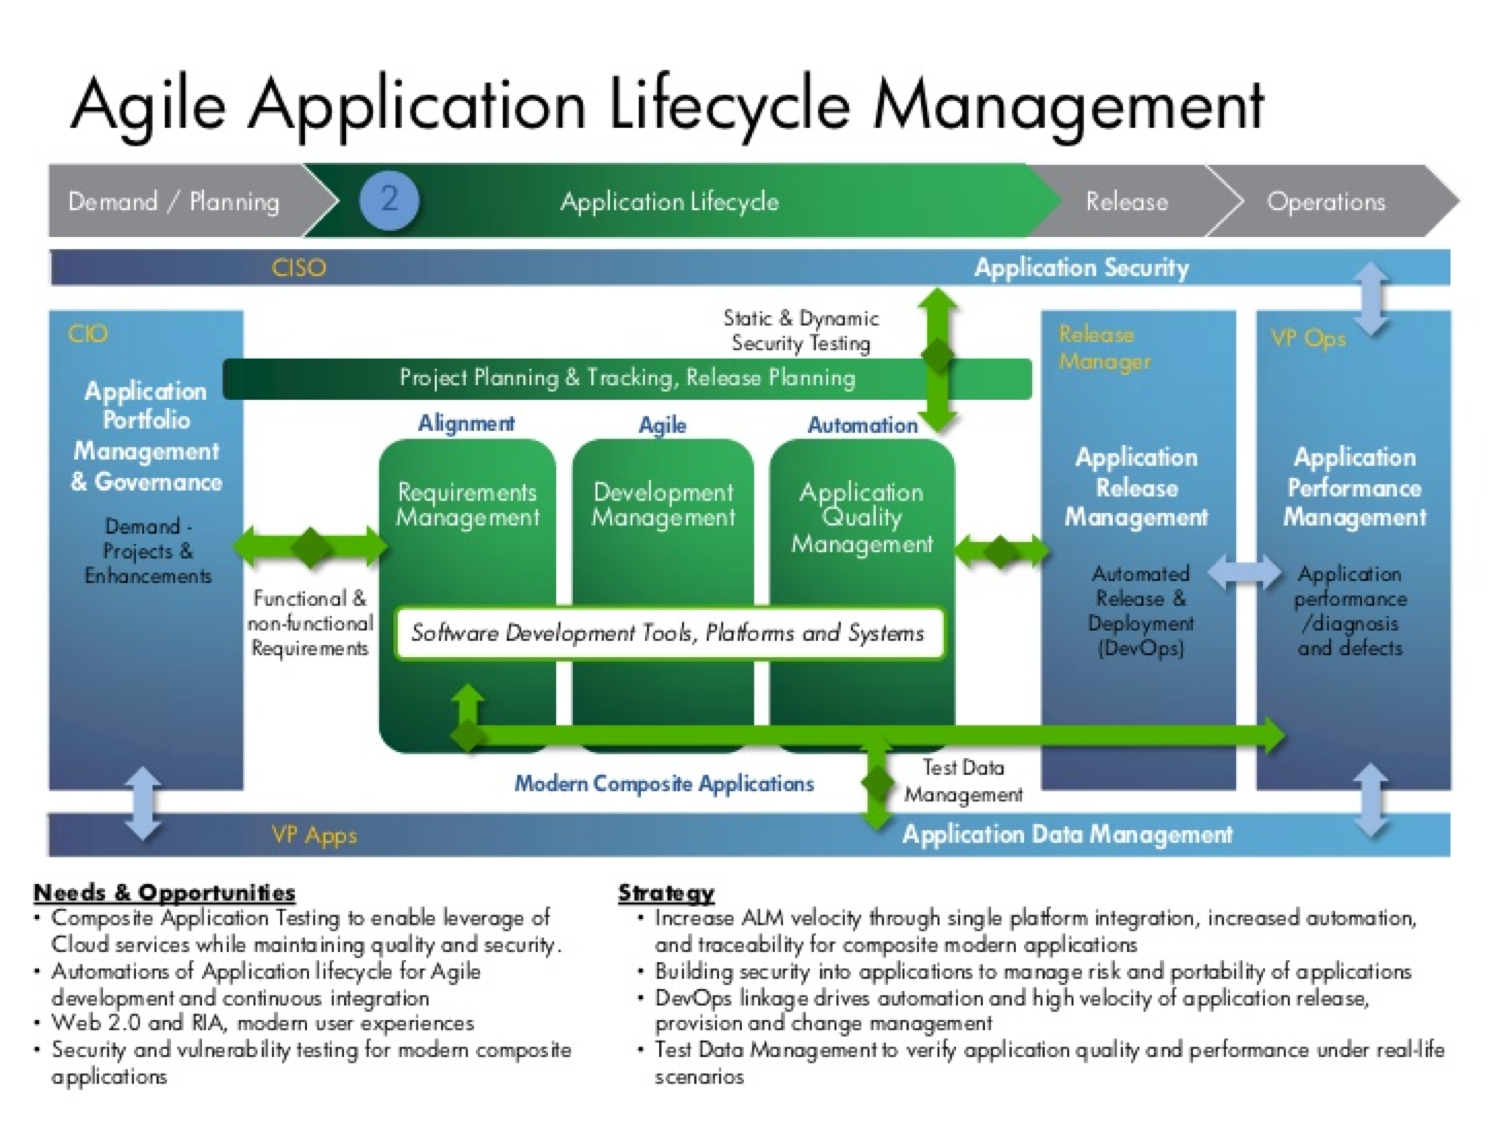 Agile Application Lifecycle Management
Demand / Planning
2
Application Lifecycle
Release
Operations
CISO
Application Security
CIO
Application
Portfolio
Management
& Governance
Demand -
Projects &
Enhancements
Static & Dynamic
Security Testing
Project Planning & Tracking, Release Planning
Alignment
Agile
Automation
Requirements
Management
Development
Management
Application
Quality
Management
Functional &
non-functional
Requirements
Software Development Tools, Platforms and Systems
Modern Composite Applications
Test Data
Management
Release
Manager
Application
Release
Management
Automated
Release &
Deployment
(DevOps)
VP Ops
Application
Performance
Management
Application
performance
/diagnosis
and defects
VP Apps
Application Data Management
Needs & Opportunities
• Composite Application Testing to enable leverage of
Cloud services while maintaining quality and security.
• Automations of Application lifecycle for Agile
development and continuous integration
• Web 2.0 and RIA, modern user experiences
• Security and vulnerability testing for modern composite
applications
Strategy
• Increase ALM velocity through single platform integration, increased automation,
and traceability for composite modern applications
• Building security into applications to manage risk and portability of applications
• DevOps linkage drives automation and high velocity of application release,
provision and change management
• Test Data Management to verify application quality and performance under real-life
scenarios